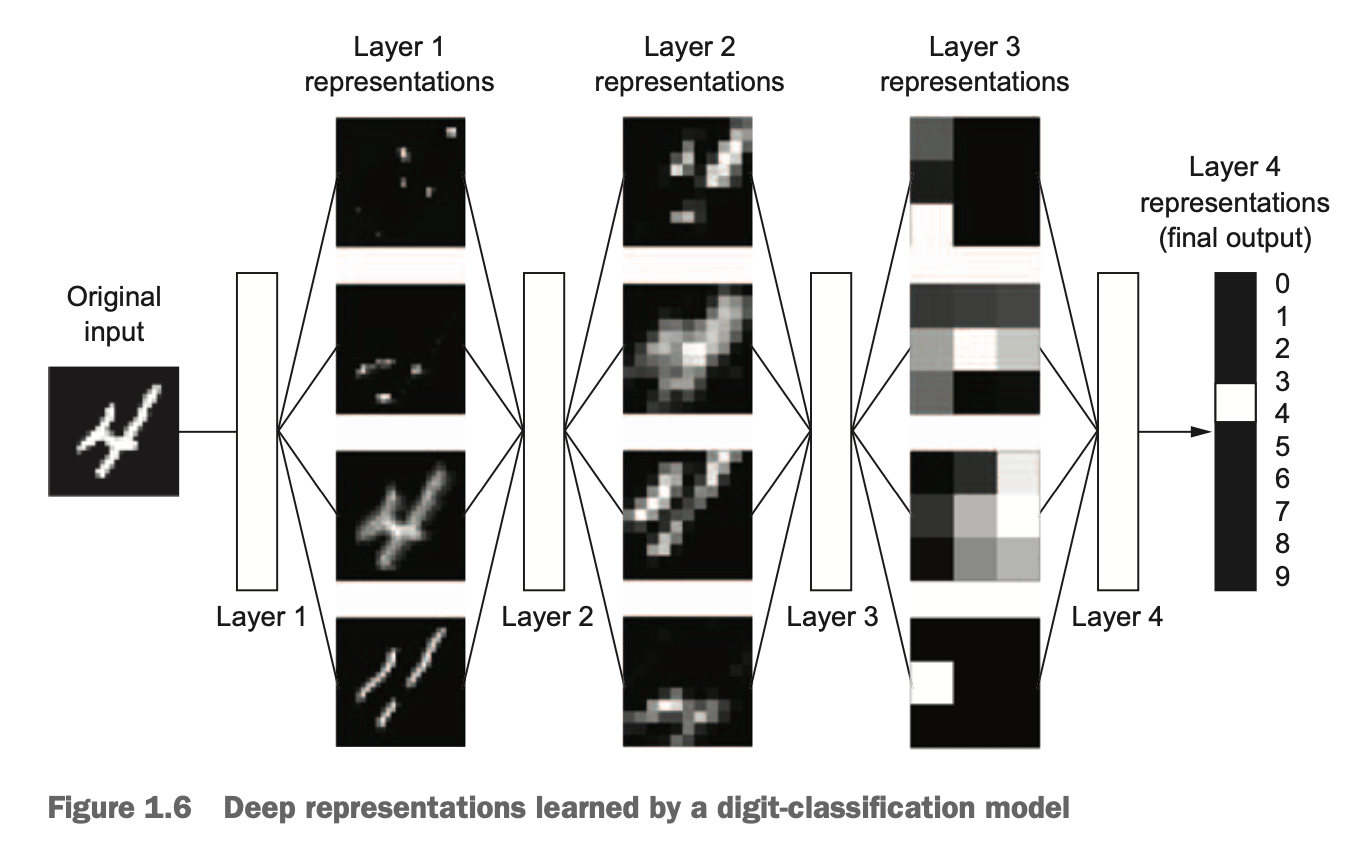 Layer 1
representations
Layer 2
representations
Layer 3
representations
Layer 4
representations
(final output)
Original
input
0
1
2
3
4
5
6
7
8
9
Layer 1
Layer 2
Layer 3
Layer 4
Figure 1.6 Deep representations learned by a digit-classification model